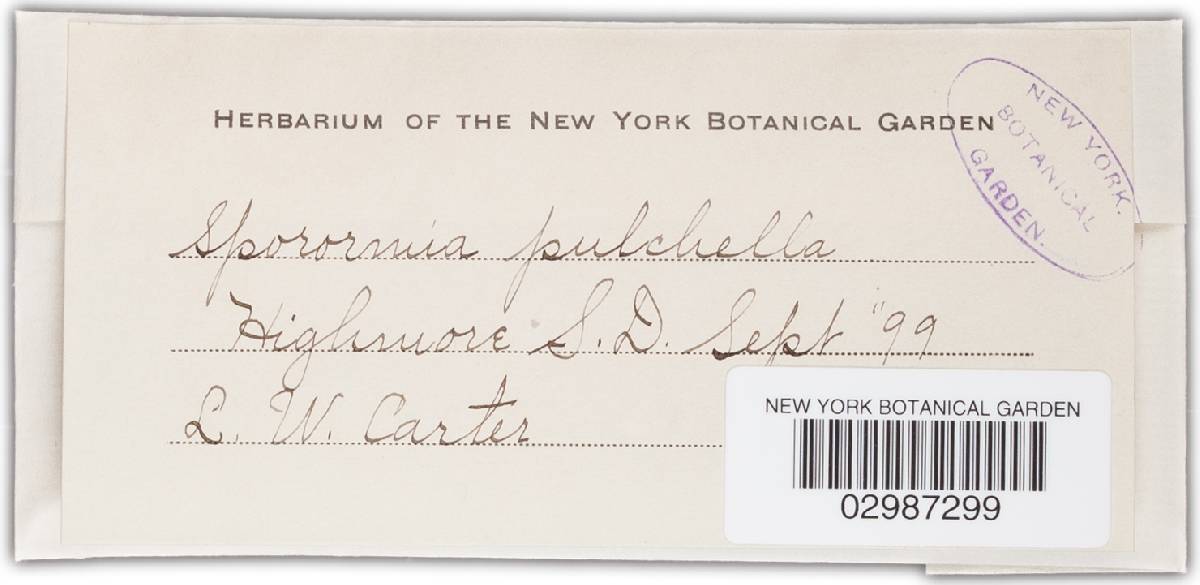 HERBARIUM OF THE NEW YORK BOTANICAL GARDEN
NEW YORK.
BOTANICAL
GARDEN.
Sporormia pulchella
Highmore S.D. Sept "99
L. W. Carter
NEW YORK BOTANICAL GARDEN
02987299